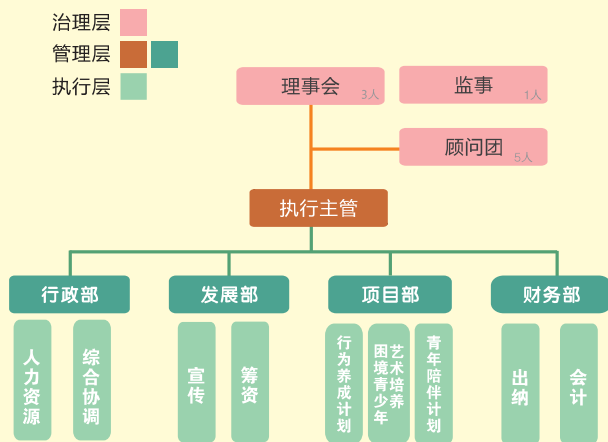 治理层
管理层
执行层
理事会 3人
监事 1人
顾问团 5人
执行主管
行政部
发展部
项目部
财务部
人力资源
综合协调
宣传
筹资
行为养成计划
艺术培养
困境青少年
青年陪伴计划
出纳
会计